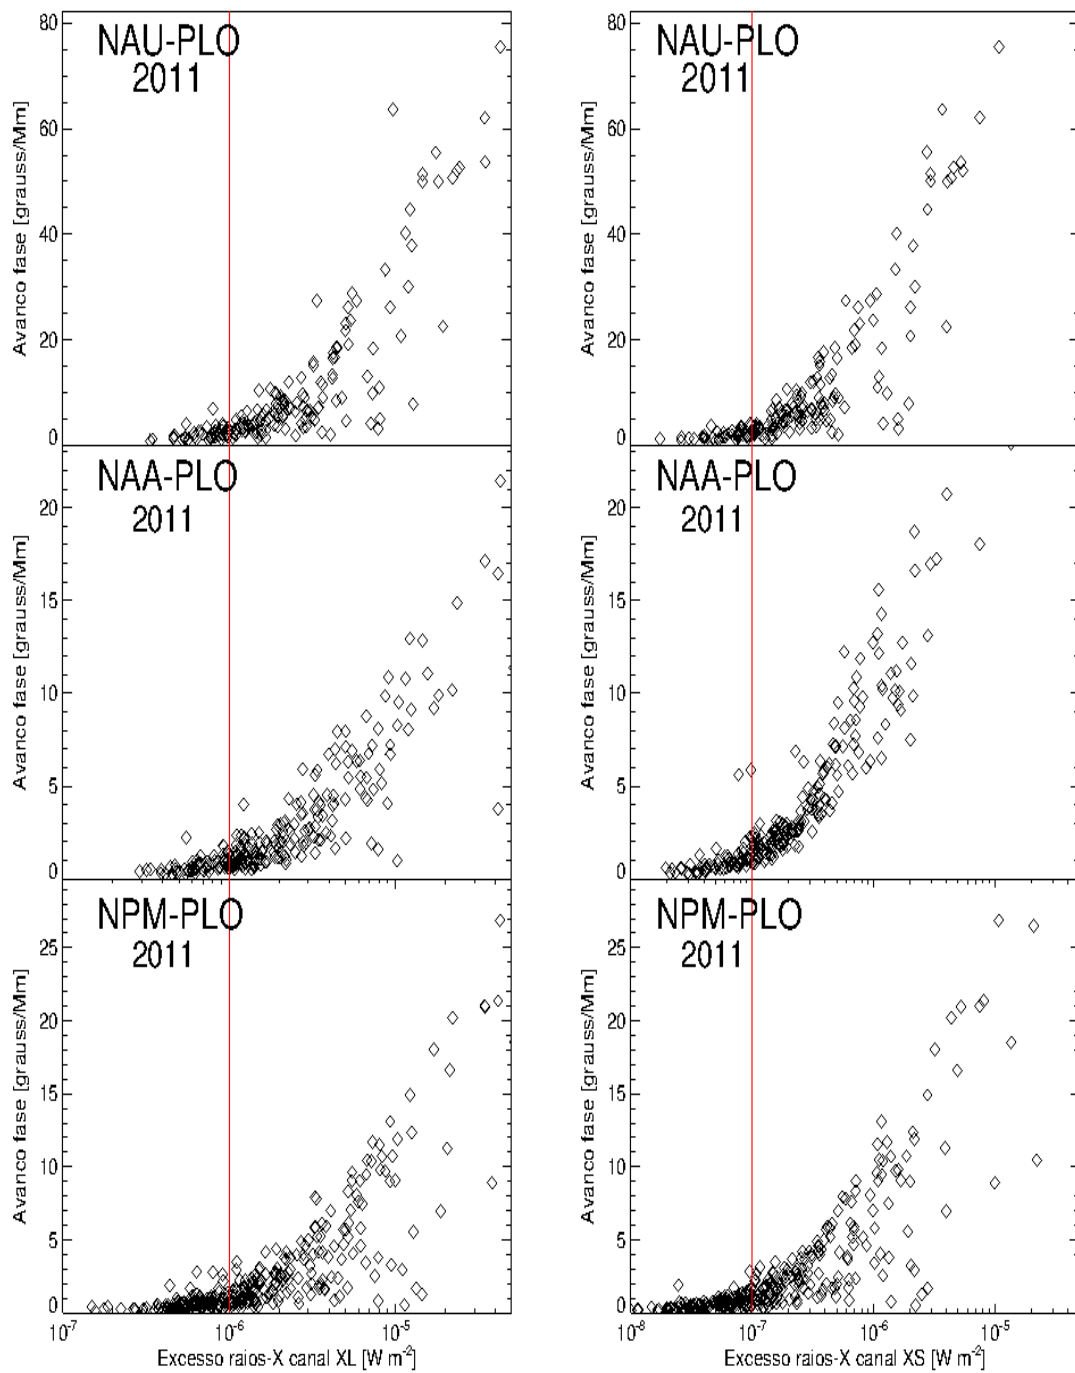 80
60
40
20
0
Avanco fase [grauss/Mm]
NAU-PLO
2011
80
60
40
20
0
Avanco fase [grauss/Mm]
NAU-PLO
2011
20
15
10
5
0
Avanco fase [grauss/Mm]
NAA-PLO
2011
20
15
10
5
0
Avanco fase [grauss/Mm]
NAA-PLO
2011
25
20
15
10
5
0
Avanco fase [grauss/Mm]
NPM-PLO
2011
10⁻⁷ 10⁻⁶ 10⁻⁵
Excesso raios-X canal XL [W m⁻²]
25
20
15
10
5
0
Avanco fase [grauss/Mm]
NPM-PLO
2011
10⁻⁸ 10⁻⁷ 10⁻⁶ 10⁻⁵
Excesso raios-X canal XS [W m⁻²]